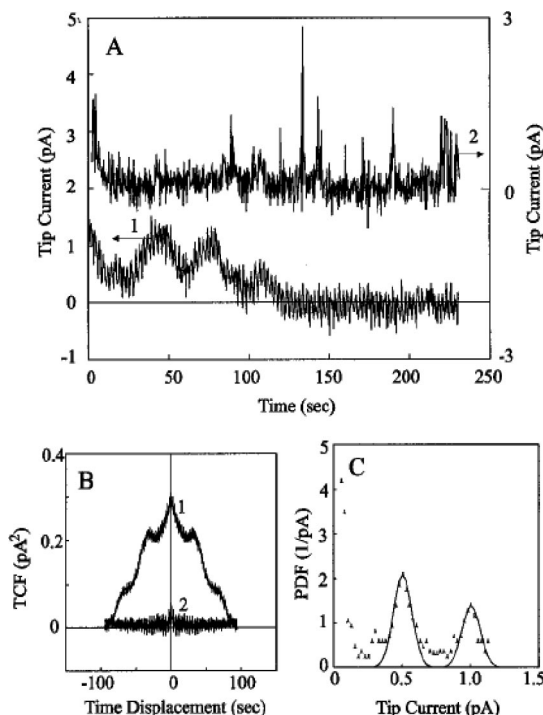 A
5
4
3
2
1
0
-1
Tip Current (pA)
3
0
-3
Tip Current (pA)
1
2
0 50 100 150 200 250
Time (sec)
B
0.4
0.2
0
TCF (pA²)
1
2
-100 0 100
Time Displacement (sec)
C
5
4
3
2
1
0
PDF (1/pA)
0.5 1.0 1.5
Tip Current (pA)